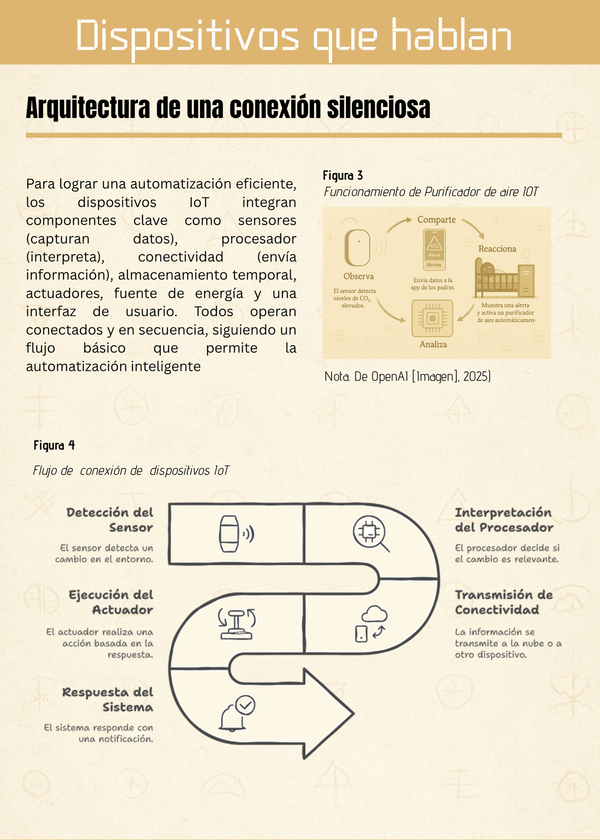 Dispositivos que hablan
Arquitectura de una conexión silenciosa
Para lograr una automatización eficiente,
los dispositivos IoT integran
componentes clave como sensores
(capturan datos), procesador
(interpreta), conectividad (envía
información), almacenamiento temporal,
actuadores, fuente de energía y una
interfaz de usuario. Todos operan
conectados y en secuencia, siguiendo un
flujo básico que permite la
automatización inteligente
Figura 3
Funcionamiento de Purificador de aire IOT
Comparte
Alerta
Alertas
Envía datos a la
app de los padres.
Observa
El sensor detecta
niveles de CO₂
elevados.
Reacciona
Muestra una alerta
y activa un purificador
de aire automáticamen-
Analiza
Nota. De OpenAI [Imagen], 2025)
Figura 4
Flujo de conexión de dispositivos IoT
Detección del
Sensor
El sensor detecta un
cambio en el entorno.
Interpretación
del Procesador
El procesador decide si
el cambio es relevante.
Ejecución del
Actuador
El actuador realiza una
acción basada en la
respuesta.
Transmisión de
Conectividad
La información se
transmite a la nube o a
otro dispositivo.
Respuesta del
Sistema
El sistema responde con
una notificación.